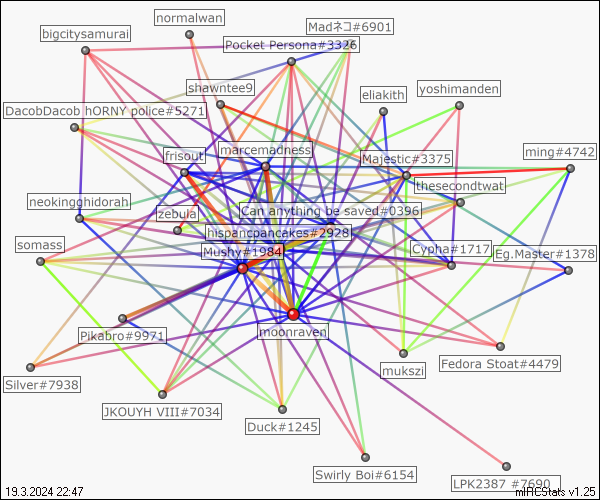 normalwan
Madネコ#6901
bigcitysamurai
Pocket Persona#3326
shawntee9
eliakith
yoshimanden
DacobDacob hORNY police#5271
marcemadness
frisout
Majestic#3375
ming#4742
thesecondtwat
neokingghidorah
zebula
Can anything be saved#0396
hispancpancakes#2928
somass
Mushy#1984
Cypha#1717
Eg.Master#1378
Pikabro#9971
moonraven
Fedora Stoat#4479
mukszi
Silver#7938
JKOUYH VIII#7034
Duck#1245
Swirly Boi#6154
LPK2387 #7690
19.3.2024 22:47
mIRCStats v1.25